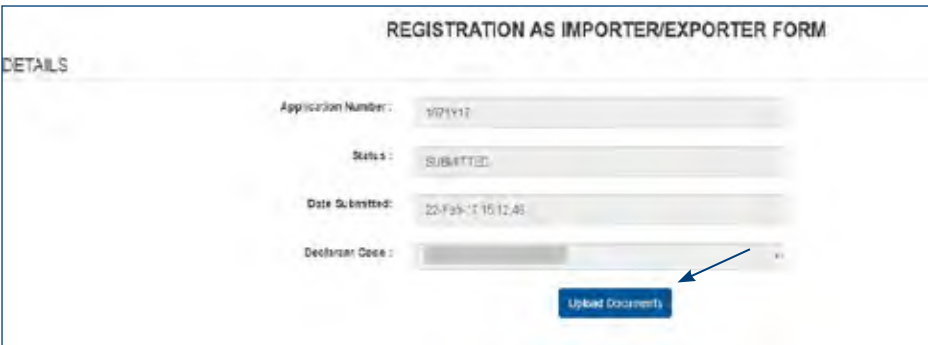 REGISTRATION AS IMPORTER/EXPORTER FORM
DETAILS
Application Number :
Status :
SUBMITTED
Date Submitted:
Declarant Code :
Upload Documents